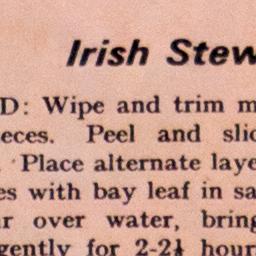 Irish Stew
D: Wipe and trim m
eces. Peel and slic
. Place alternate laye
es with bay leaf in sa
r over water, bring
gently for 2-2½ hour